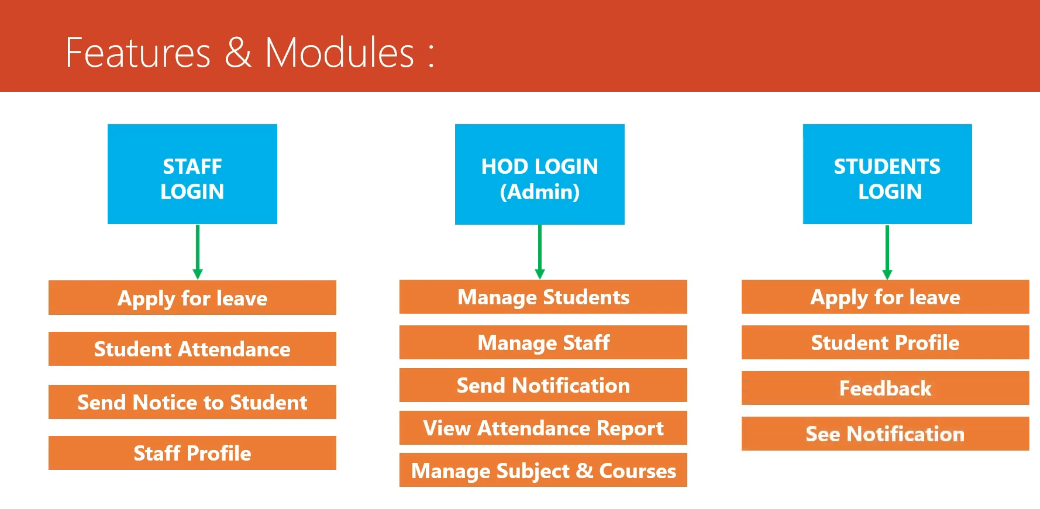 Features & Modules :
STAFF
LOGIN
Apply for leave
Student Attendance
Send Notice to Student
Staff Profile
HOD LOGIN
(Admin)
Manage Students
Manage Staff
Send Notification
View Attendance Report
Manage Subject & Courses
STUDENTS
LOGIN
Apply for leave
Student Profile
Feedback
See Notification